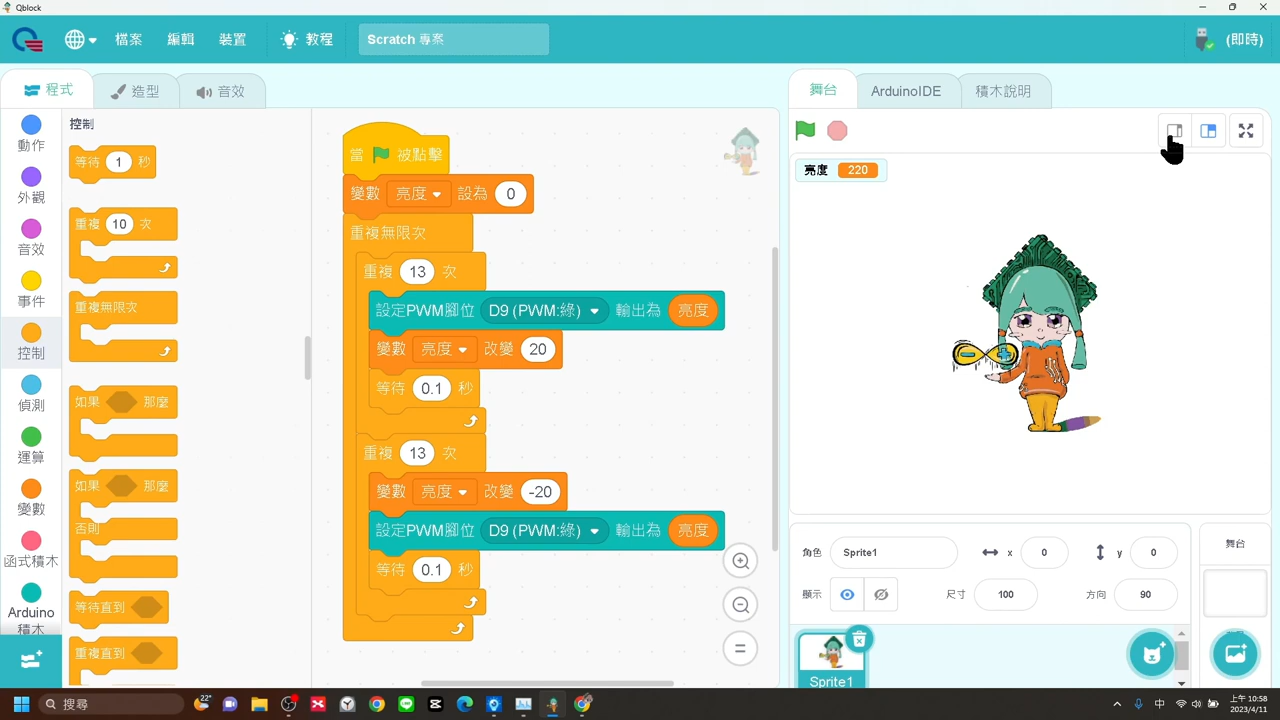 Qblock
檔案 編輯 裝置 教程 Scratch 專案 (即時)
程式 造型 音效
舞台 ArduinoIDE 積木說明
動作
外觀
音效
事件
控制
偵測
運算
變數
函式積木
Arduino
積木
控制
等待 1 秒
重複 10 次
重複無限次
如果 那麼
如果 那麼
否則
等待直到
重複直到
當 被點擊
變數 亮度 設為 0
重複無限次
重複 13 次
設定PWM腳位 D9 (PWM:綠) 輸出為 亮度
變數 亮度 改變 20
等待 0.1 秒
重複 13 次
變數 亮度 改變 -20
設定PWM腳位 D9 (PWM:綠) 輸出為 亮度
等待 0.1 秒
亮度 220
角色 Sprite1 x 0 y 0
顯示 尺寸 100 方向 90
Sprite1
舞台
搜尋
22°
中
上午 10:58
2023/4/11